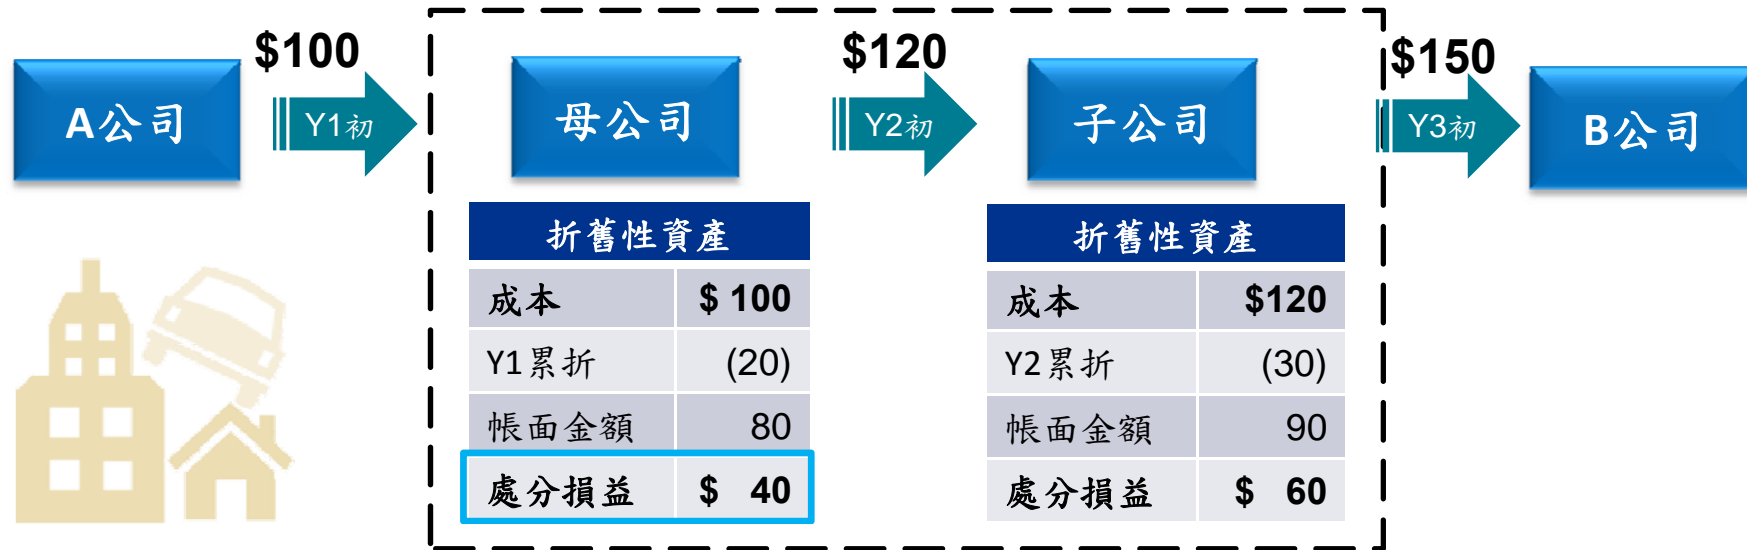 $100
$120
$150
A公司
Y1初
母公司
Y2初
子公司
Y3初
B公司
折舊性資產
成本 $ 100
Y1累折 (20)
帳面金額 80
處分損益 $ 40
折舊性資產
成本 $120
Y2累折 (30)
帳面金額 90
處分損益 $ 60